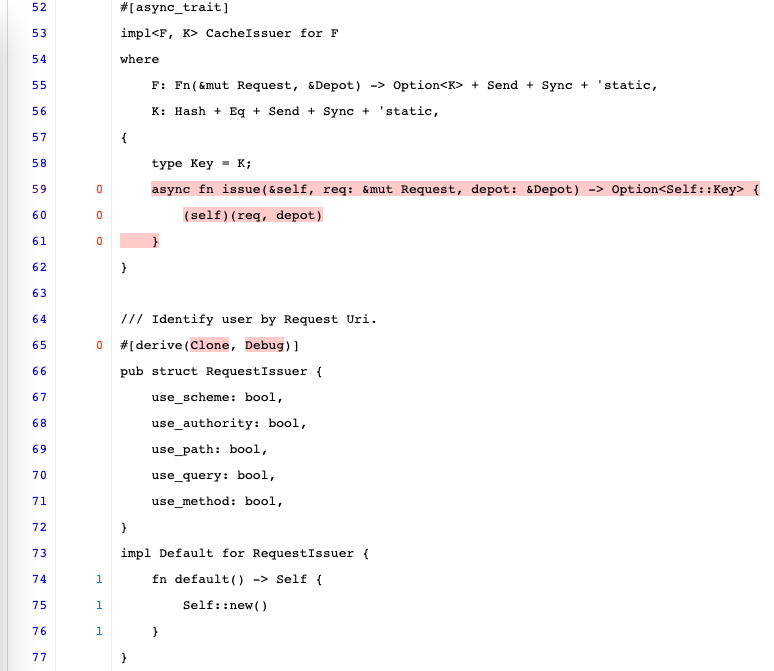 52 #[async_trait]
53 impl<F, K> CacheIssuer for F
54 where
55 F: Fn(&mut Request, &Depot) -> Option<K> + Send + Sync + 'static,
56 K: Hash + Eq + Send + Sync + 'static,
57 {
58 type Key = K;
59 0 async fn issue(&self, req: &mut Request, depot: &Depot) -> Option<Self::Key> {
60 0 (self)(req, depot)
61 0 }
62 }
63
64 /// Identify user by Request Uri.
65 0 #[derive(Clone, Debug)]
66 pub struct RequestIssuer {
67 use_scheme: bool,
68 use_authority: bool,
69 use_path: bool,
70 use_query: bool,
71 use_method: bool,
72 }
73 impl Default for RequestIssuer {
74 1 fn default() -> Self {
75 1 Self::new()
76 1 }
77 }